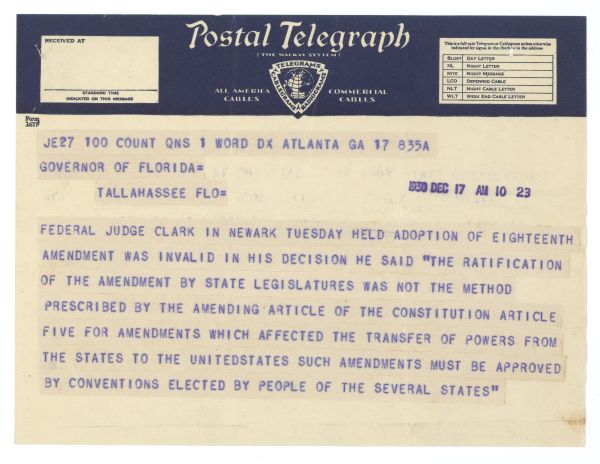 Postal Telegraph
(THE MACKAY SYSTEM)
RECEIVED AT
STANDARD TIME
INDICATED ON THIS MESSAGE
TELEGRAMS
CABLEGRAMS
RADIOGRAMS
ALL AMERICA
CABLES
COMMERCIAL
CABLES
This is a full rate Telegram or Cablegram unless otherwise
indicated by signal in the check or in the address.
BLUE DAY LETTER
NL NIGHT LETTER
NITE NIGHT MESSAGE
LCO DEFERRED CABLE
NLT NIGHT CABLE LETTER
WLT WEEK END CABLE LETTER
Form
JE27 100 COUNT QNS 1 WORD DX ATLANTA GA 17 835A
GOVERNOR OF FLORIDA=
TALLAHASSEE FLO=
1930 DEC 17 AM 10 23
FEDERAL JUDGE CLARK IN NEWARK TUESDAY HELD ADOPTION OF EIGHTEENTH
AMENDMENT WAS INVALID IN HIS DECISION HE SAID "THE RATIFICATION
OF THE AMENDMENT BY STATE LEGISLATURES WAS NOT THE METHOD
PRESCRIBED BY THE AMENDING ARTICLE OF THE CONSTITUTION ARTICLE
FIVE FOR AMENDMENTS WHICH AFFECTED THE TRANSFER OF POWERS FROM
THE STATES TO THE UNITEDSTATES SUCH AMENDMENTS MUST BE APPROVED
BY CONVENTIONS ELECTED BY PEOPLE OF THE SEVERAL STATES"